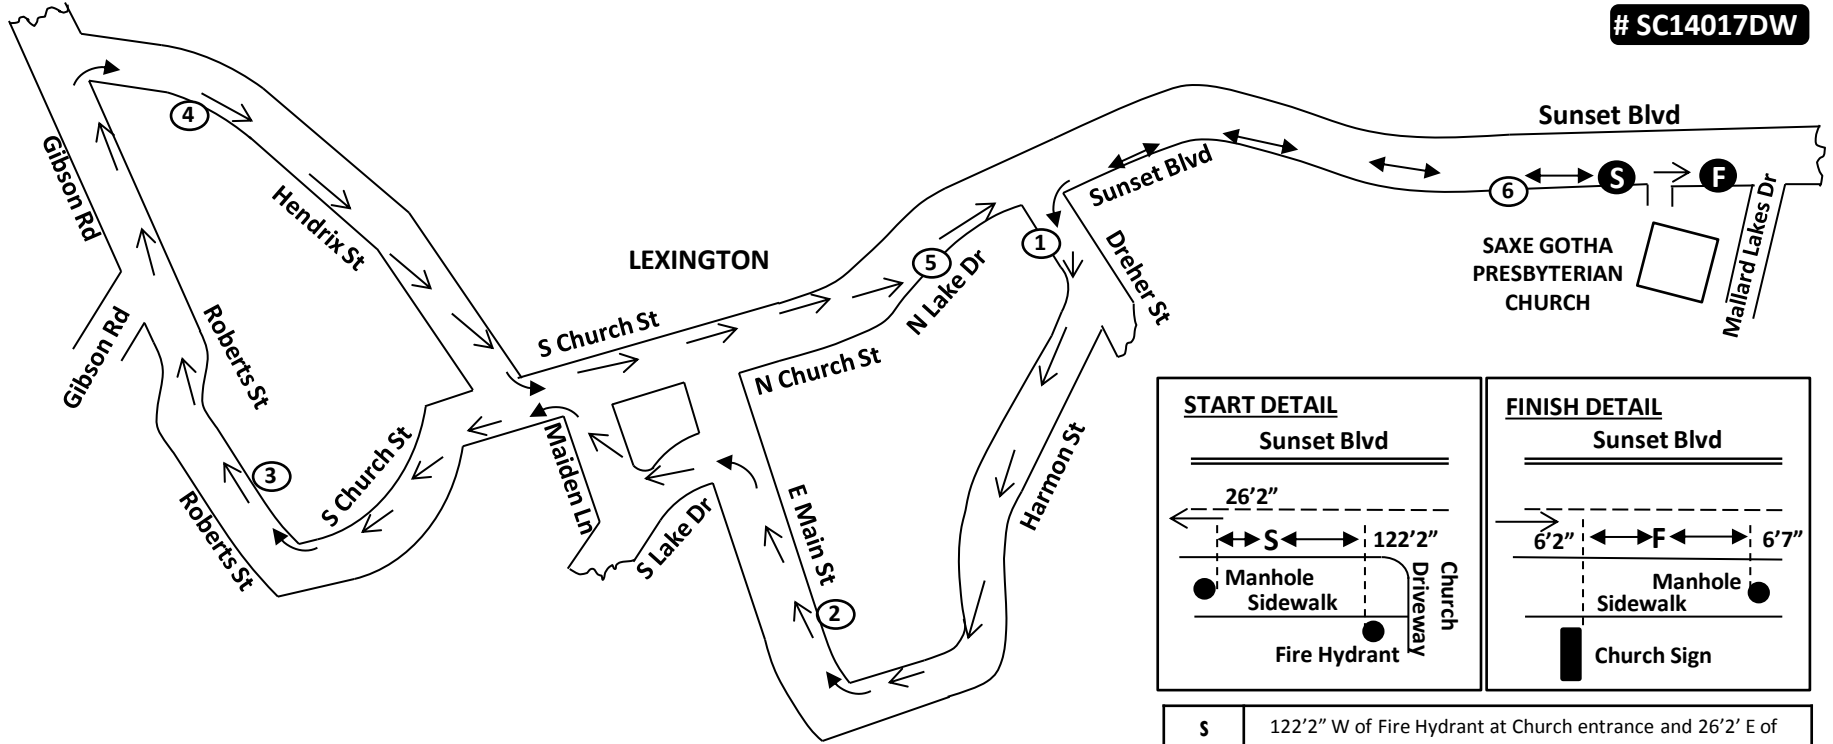 # SC14017DW
Sunset Blvd
4
Gibson Rd
Hendrix St
Sunset Blvd
6
S
F
Mallard Lakes Dr
SAXE GOTHA
PRESBYTERIAN
CHURCH
LEXINGTON
1
5
N Lake Dr
Dreher St
Gibson Rd
Roberts St
S Church St
N Church St
3
S Church St
Maiden Ln
Roberts St
S Lake Dr
E Main St
2
Harmon St
START DETAIL
Sunset Blvd
26’2”
S
122’2”
Manhole
Sidewalk
Church
Driveway
Fire Hydrant
FINISH DETAIL
Sunset Blvd
6’2”
F
6’7”
Manhole
Sidewalk
Church Sign
S 122’2” W of Fire Hydrant at Church entrance and 26’2’ E of